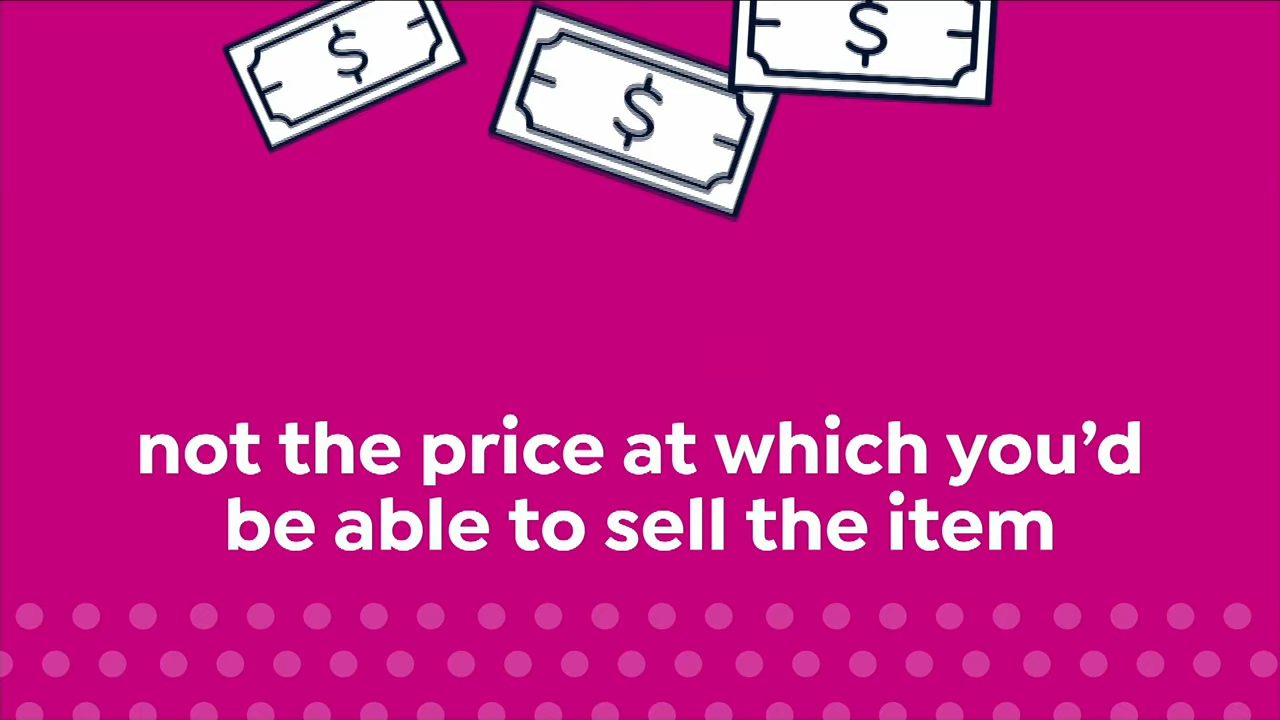 $
$
$
not the price at which you’d
be able to sell the item